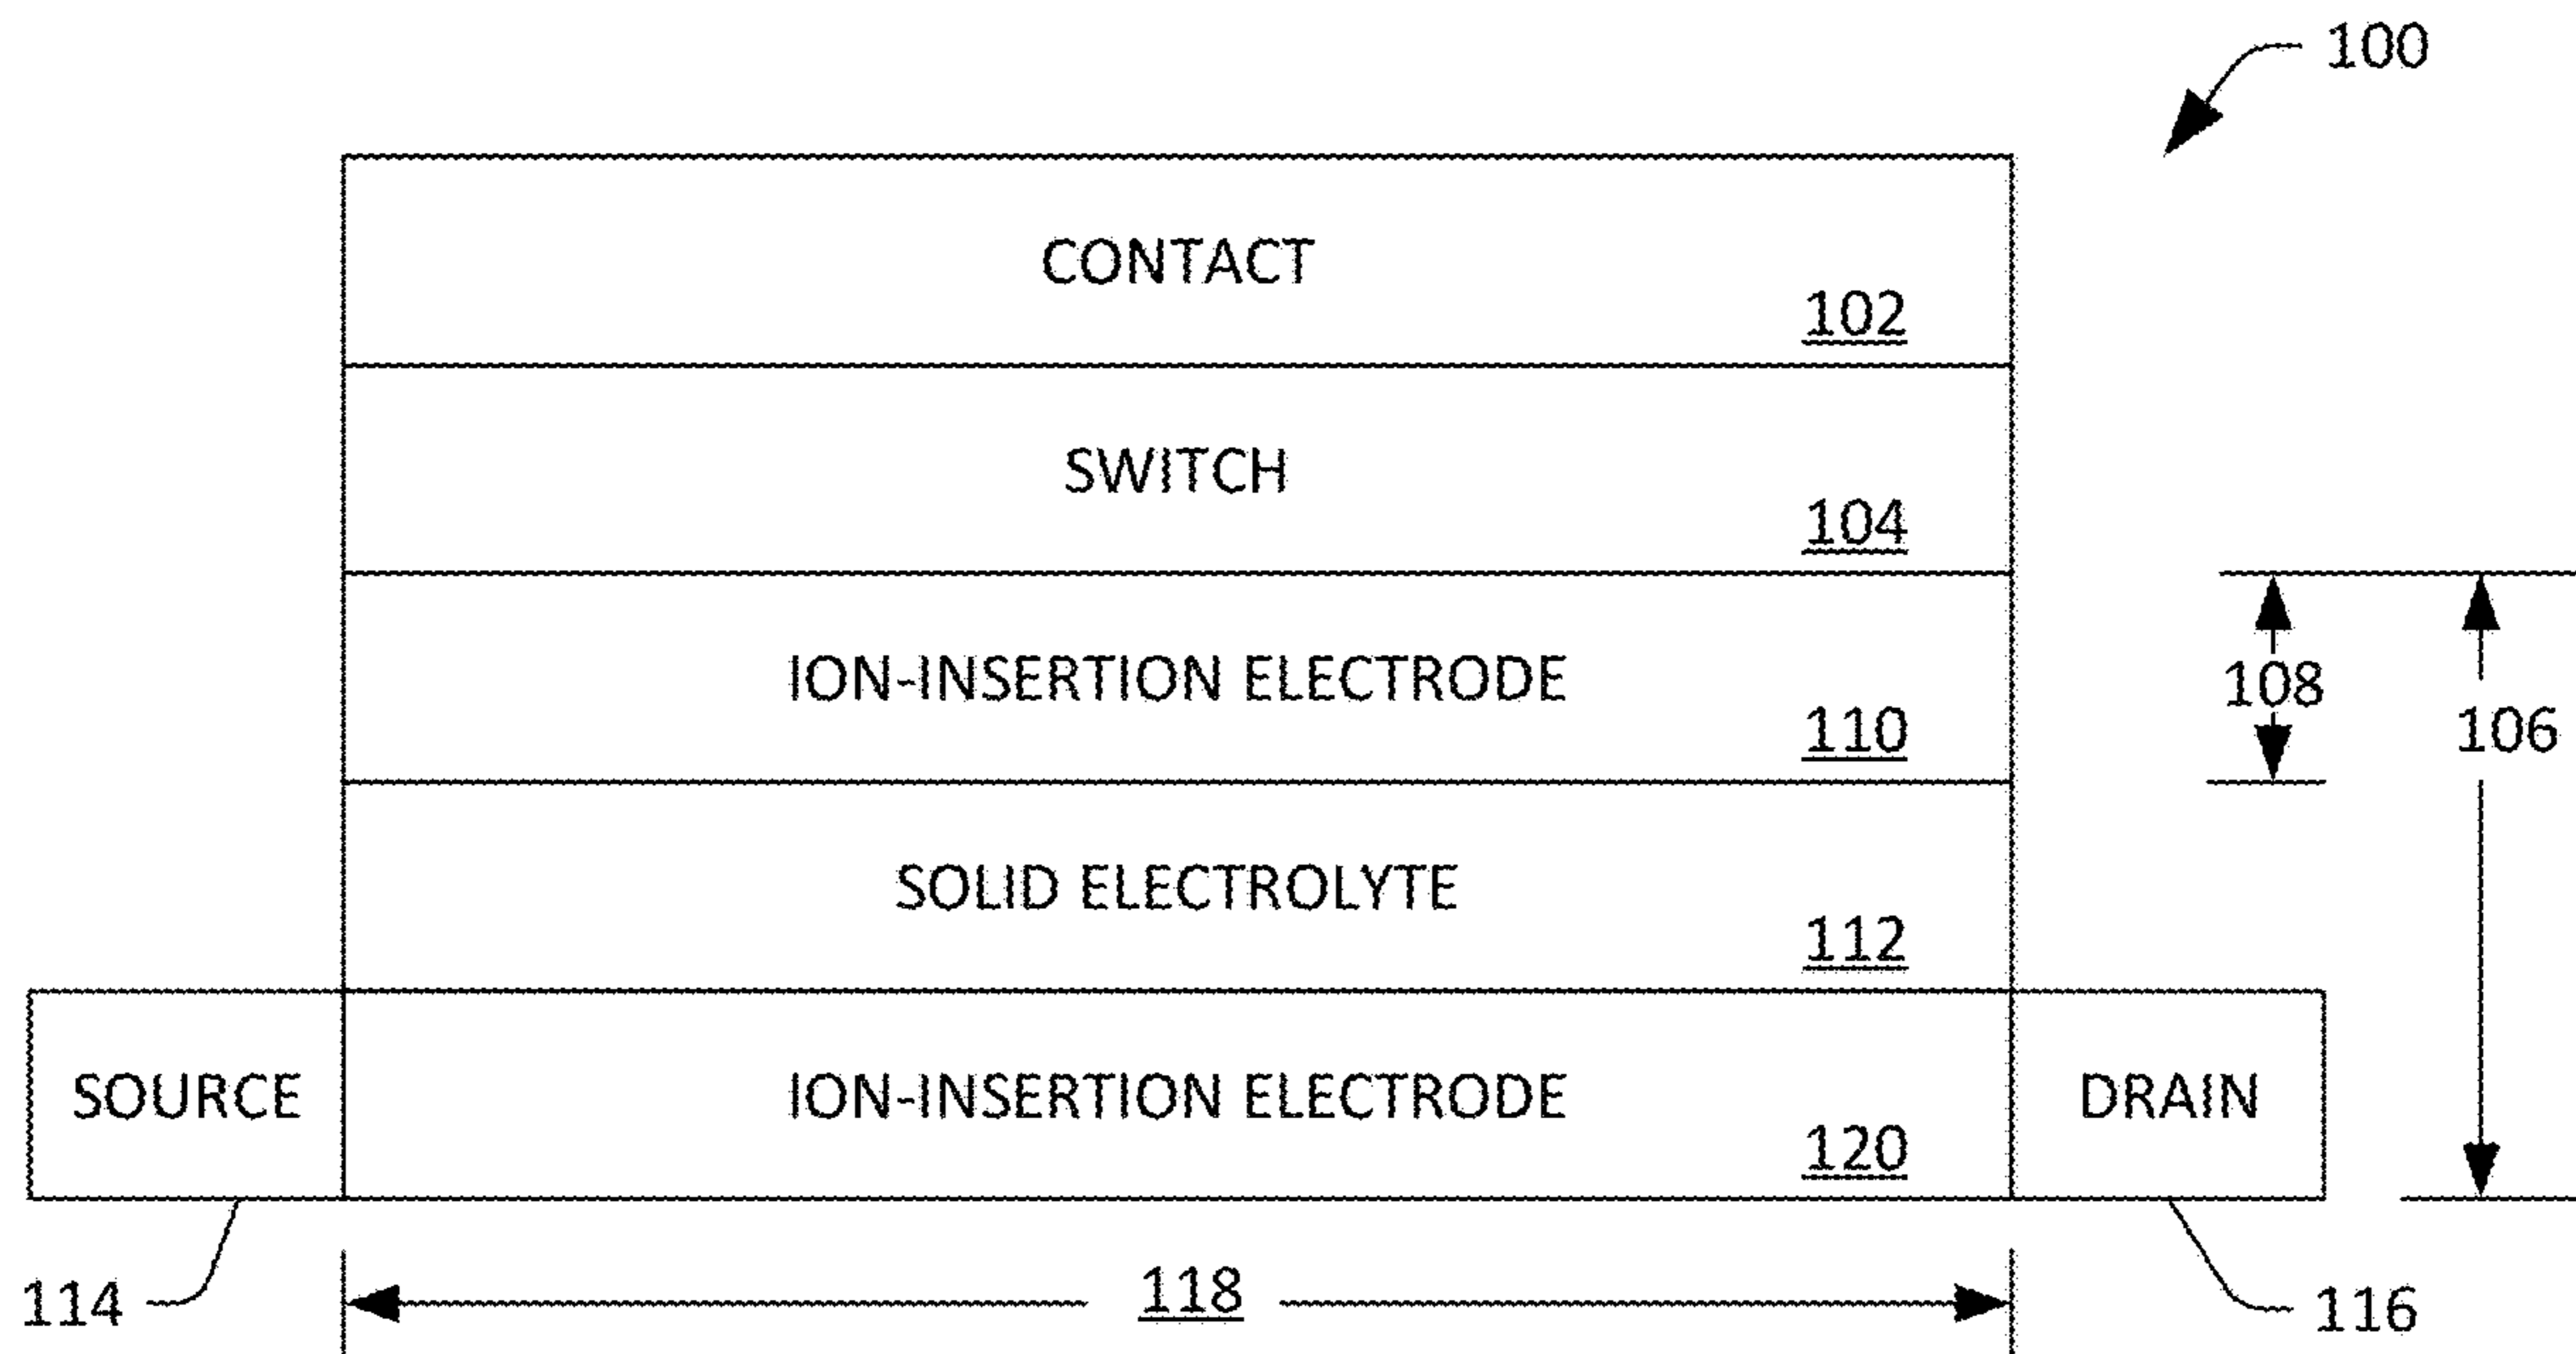 100
CONTACT
102
SWITCH
104
ION-INSERTION ELECTRODE
110
108
106
SOLID ELECTROLYTE
112
SOURCE
ION-INSERTION ELECTRODE
120
DRAIN
114
118
116